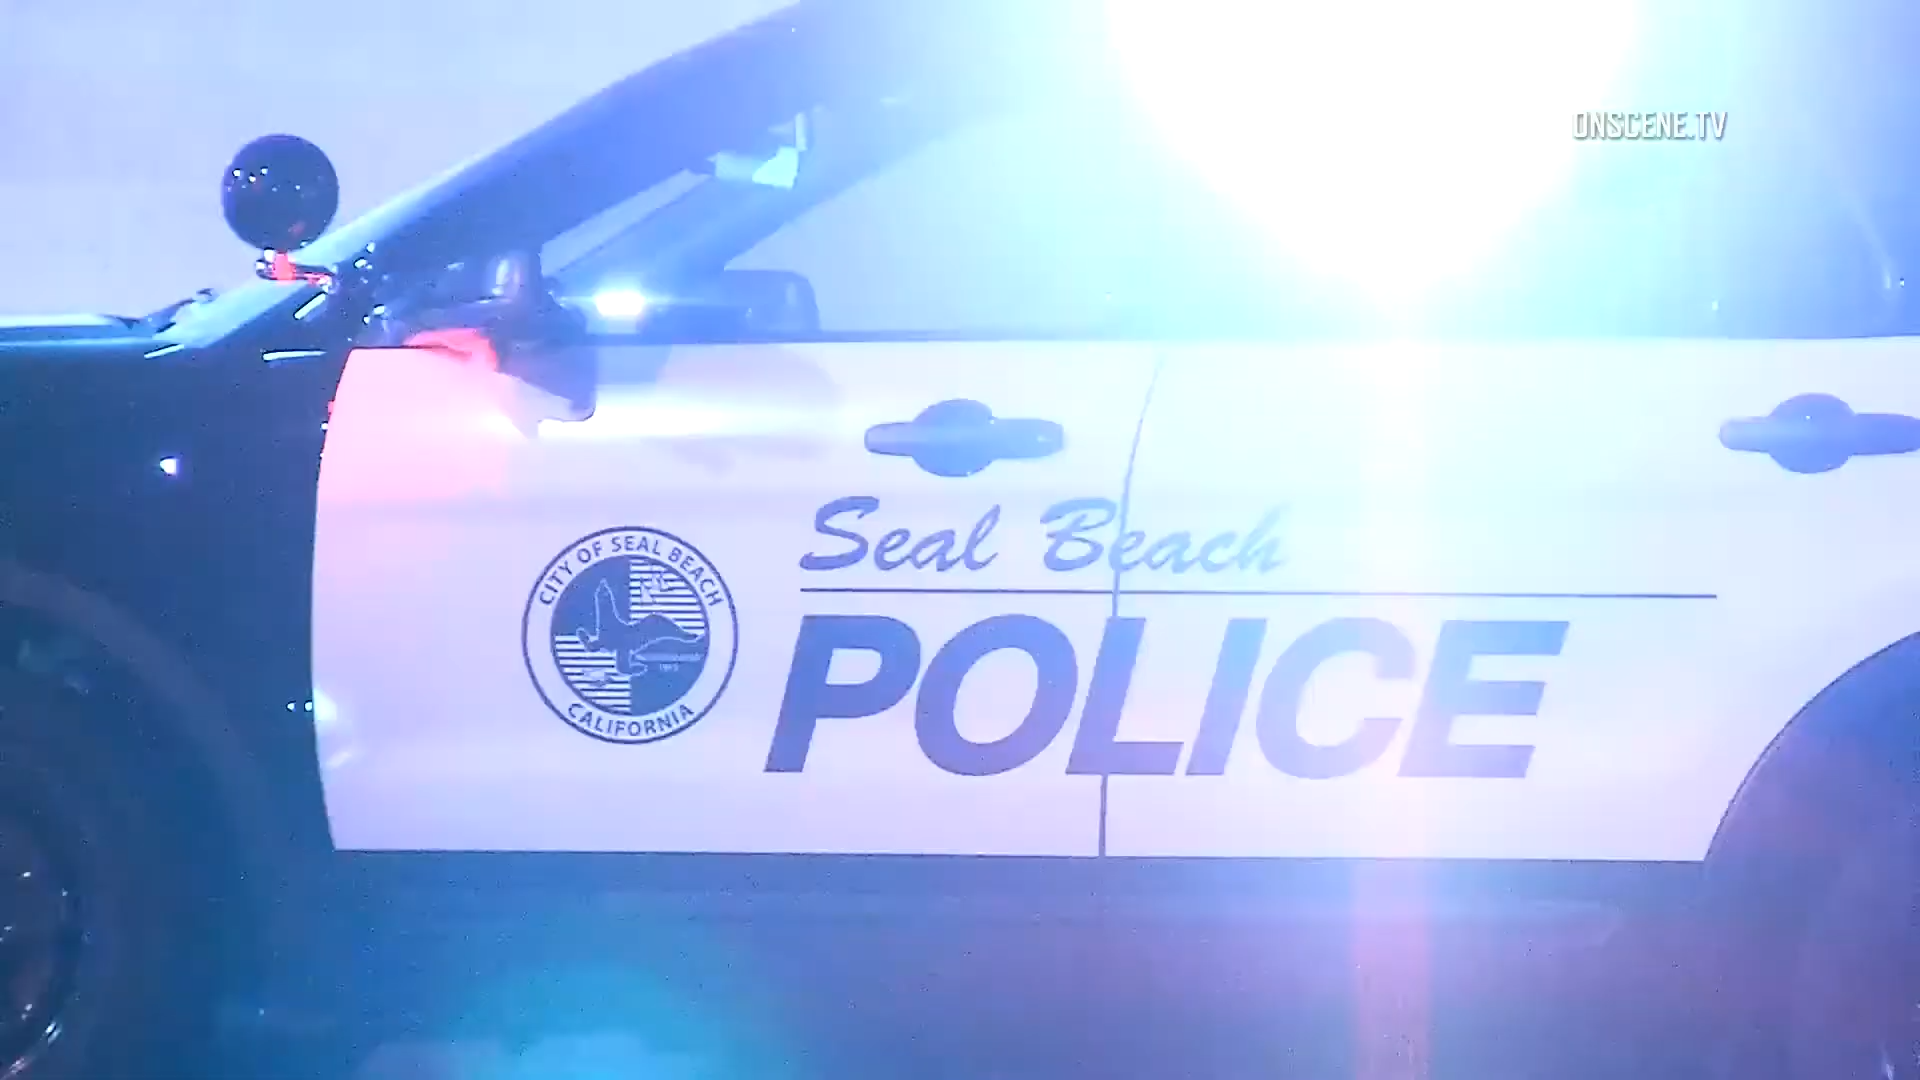 ONSCENE.TV
Seal Beach
POLICE
CITY OF SEAL BEACH
CALIFORNIA